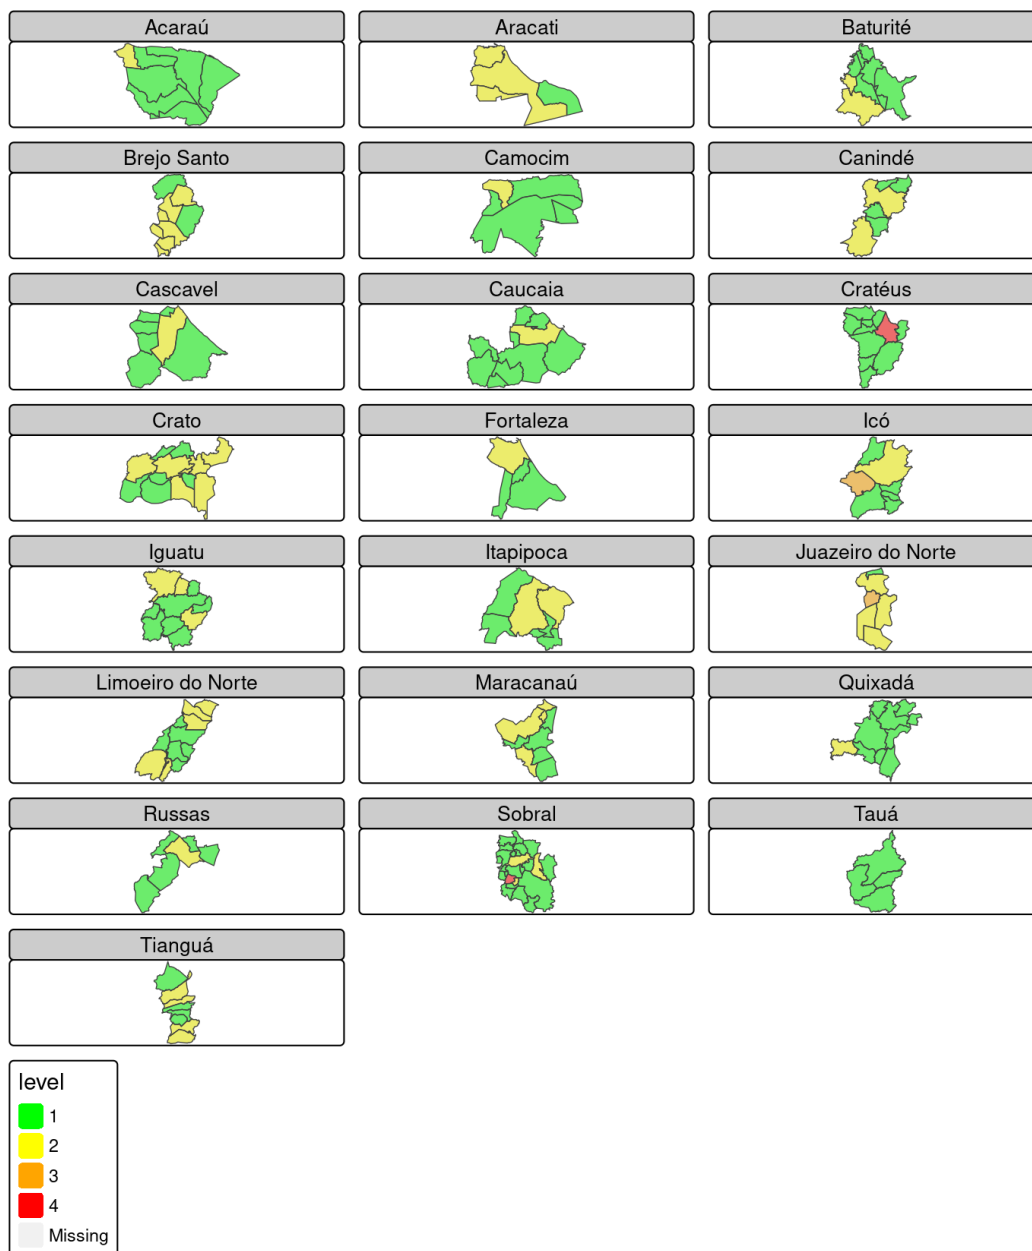 Acaraú
Aracati
Baturité
Brejo Santo
Camocim
Canindé
Cascavel
Caucaia
Cratéus
Crato
Fortaleza
Icó
Iguatu
Itapipoca
Juazeiro do Norte
Limoeiro do Norte
Maracanaú
Quixadá
Russas
Sobral
Tauá
Tianguá
level
1
2
3
4
Missing